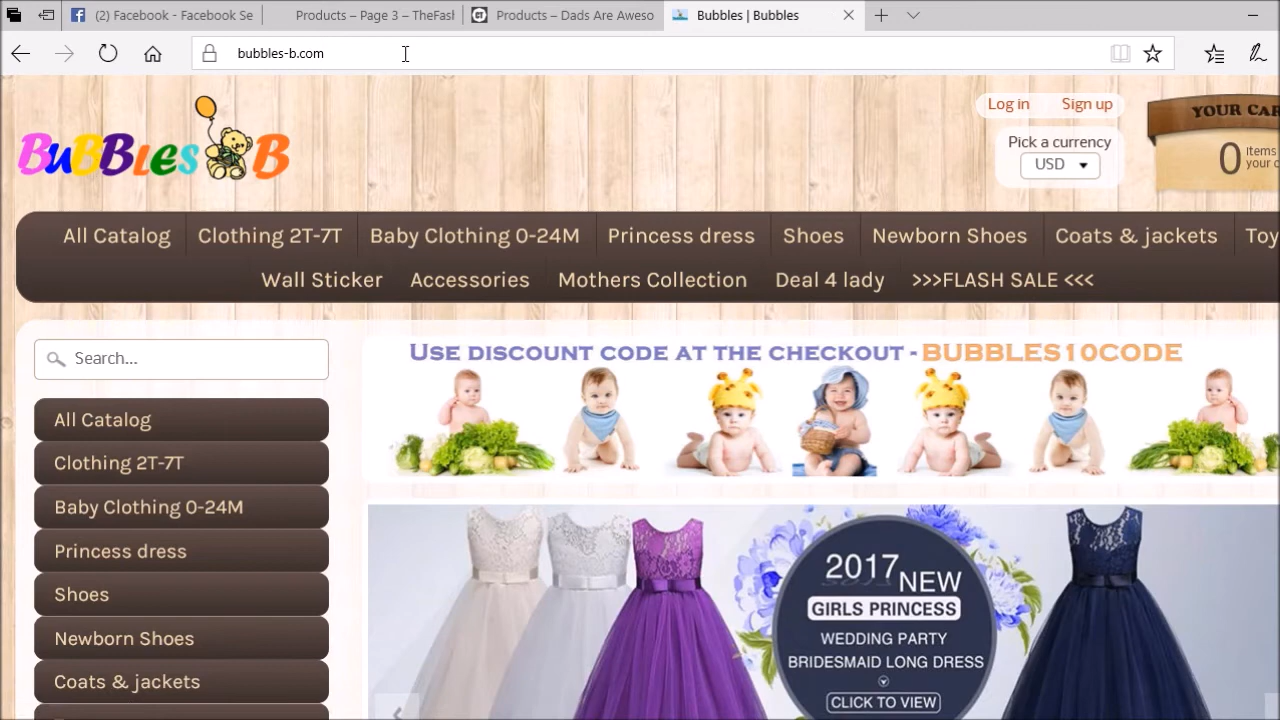 (2) Facebook - Facebook Se
Products – Page 3 – TheFash
Products – Dads Are Aweso
Bubbles | Bubbles
bubbles-b.com
BuBBles B
Log in Sign up
Pick a currency
USD
YOUR CAR
0 Items
your c
All Catalog Clothing 2T-7T Baby Clothing 0-24M Princess dress Shoes Newborn Shoes Coats & jackets Toy
Wall Sticker Accessories Mothers Collection Deal 4 lady >>>FLASH SALE <<<
Search...
USE DISCOUNT CODE AT THE CHECKOUT - BUBBLES10CODE
All Catalog
Clothing 2T-7T
Baby Clothing 0-24M
Princess dress
Shoes
Newborn Shoes
Coats & jackets
2017 NEW
GIRLS PRINCESS
WEDDING PARTY
BRIDESMAID LONG DRESS
CLICK TO VIEW